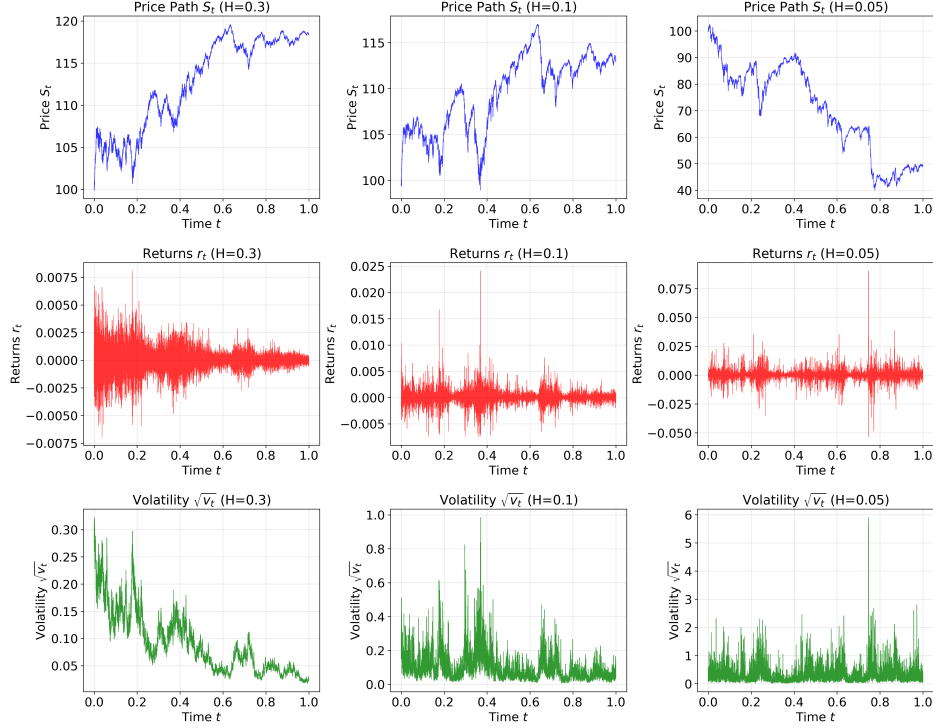 Price Path S_t (H=0.3)
Price S_t
120
115
110
105
100
0.0 0.2 0.4 0.6 0.8 1.0
Time t
Price Path S_t (H=0.1)
Price S_t
115
110
105
100
0.0 0.2 0.4 0.6 0.8 1.0
Time t
Price Path S_t (H=0.05)
Price S_t
100
90
80
70
60
50
40
0.0 0.2 0.4 0.6 0.8 1.0
Time t
Returns r_t (H=0.3)
Returns r_t
0.0075
0.0050
0.0025
0.0000
−0.0025
−0.0050
−0.0075
0.0 0.2 0.4 0.6 0.8 1.0
Time t
Returns r_t (H=0.1)
Returns r_t
0.025
0.020
0.015
0.010
0.005
0.000
−0.005
0.0 0.2 0.4 0.6 0.8 1.0
Time t
Returns r_t (H=0.05)
Returns r_t
0.075
0.050
0.025
0.000
−0.025
−0.050
0.0 0.2 0.4 0.6 0.8 1.0
Time t
Volatility √v_t (H=0.3)
Volatility √v_t
0.30
0.25
0.20
0.15
0.10
0.05
0.0 0.2 0.4 0.6 0.8 1.0
Time t
Volatility √v_t (H=0.1)
Volatility √v_t
1.0
0.8
0.6
0.4
0.2
0.0
0.0 0.2 0.4 0.6 0.8 1.0
Time t
Volatility √v_t (H=0.05)
Volatility √v_t
6
5
4
3
2
1
0
0.0 0.2 0.4 0.6 0.8 1.0
Time t